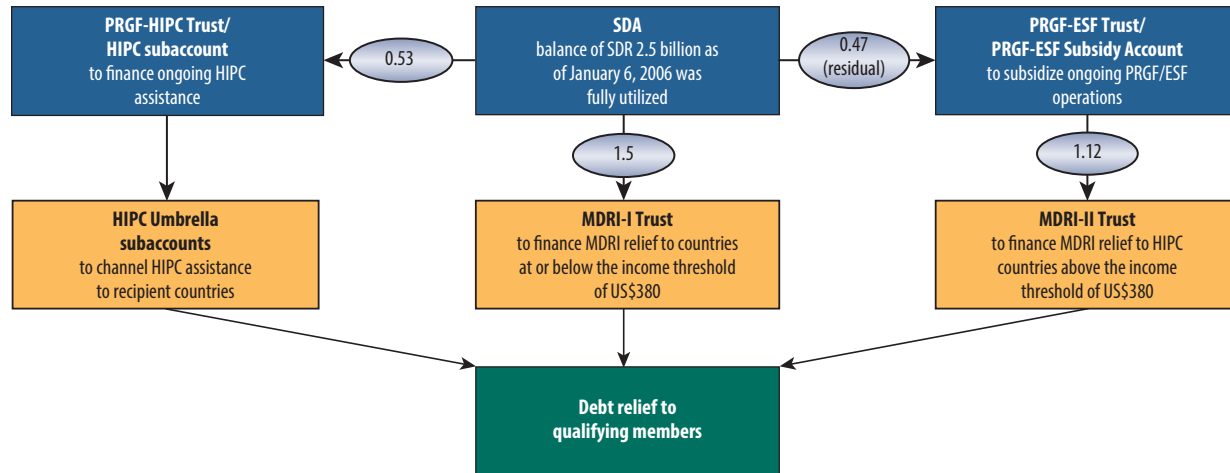 PRGF-HIPC Trust/
HIPC subaccount
to finance ongoing HIPC
assistance
0.53
SDA
balance of SDR 2.5 billion as
of January 6, 2006 was
fully utilized
0.47
(residual)
PRGF-ESF Trust/
PRGF-ESF Subsidy Account
to subsidize ongoing PRGF/ESF
operations
1.5
1.12
HIPC Umbrella
subaccounts
to channel HIPC assistance
to recipient countries
MDRI-I Trust
to finance MDRI relief to countries
at or below the income threshold
of US$380
MDRI-II Trust
to finance MDRI relief to HIPC
countries above the income
threshold of US$380
Debt relief to
qualifying members